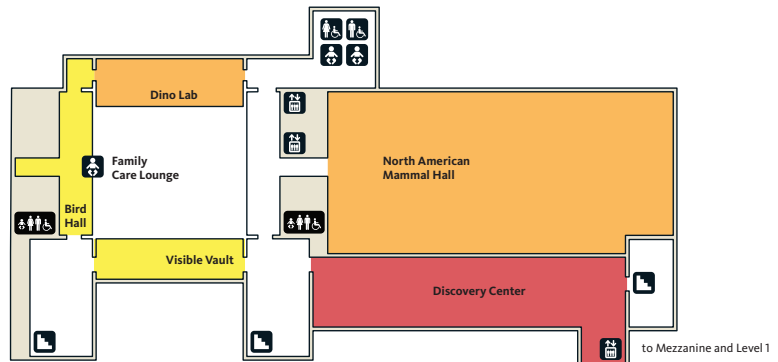 Dino Lab
Family
Care Lounge
North American
Mammal Hall
Bird
Hall
Visible Vault
Discovery Center
to Mezzanine and Level 1